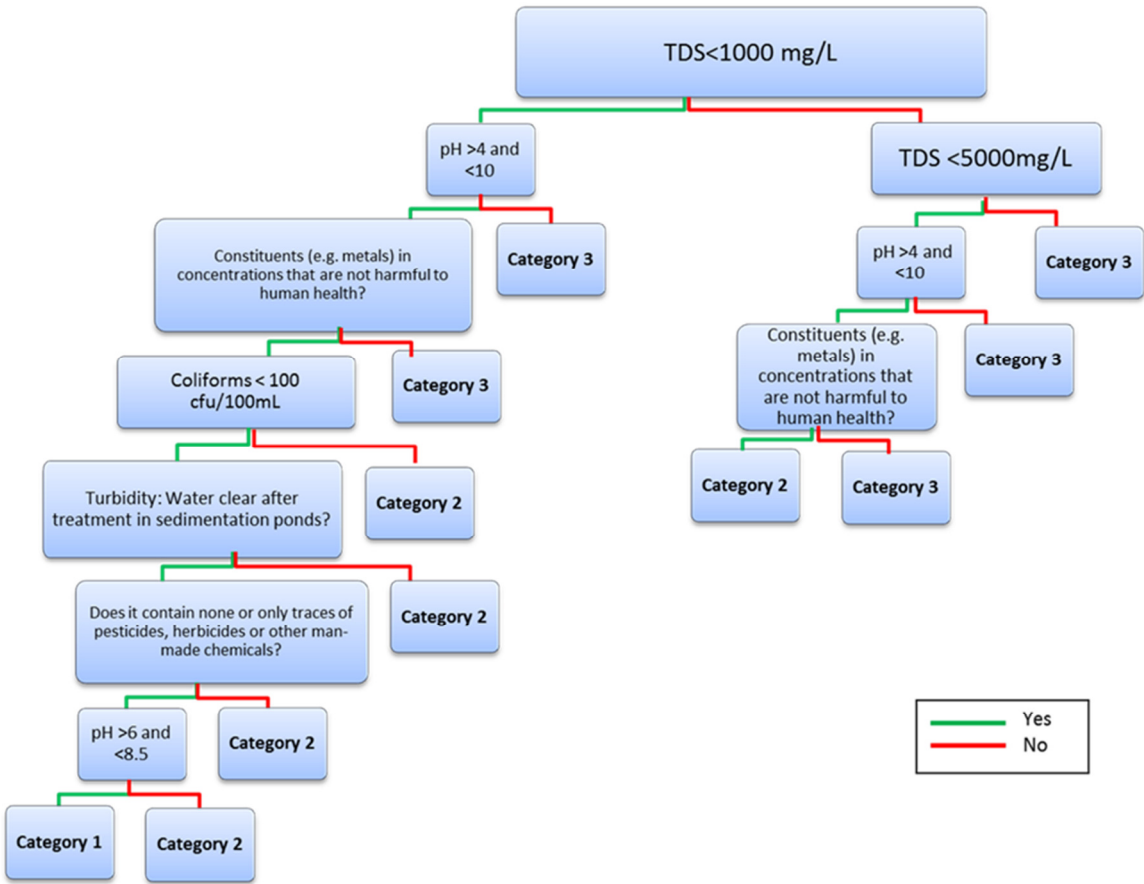 TDS<1000 mg/L
pH >4 and
<10
TDS <5000mg/L
Constituents (e.g. metals) in
concentrations that are not harmful to
human health?
Category 3
pH >4 and
<10
Category 3
Coliforms < 100
cfu/100mL
Category 3
Constituents (e.g.
metals) in
concentrations that
are not harmful to
human health?
Category 3
Turbidity: Water clear after
treatment in sedimentation ponds?
Category 2
Category 2
Category 3
Does it contain none or only traces of
pesticides, herbicides or other man-
made chemicals?
Category 2
pH >6 and
<8.5
Category 2
Category 1
Category 2
Yes
No